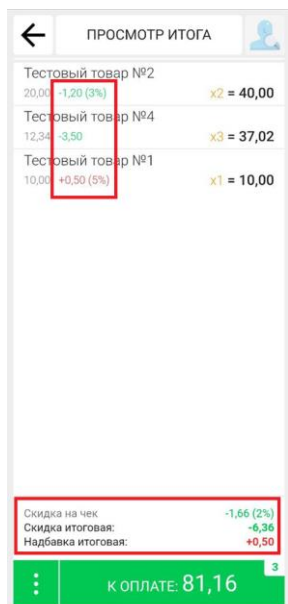 ПРОСМОТР ИТОГА
Тестовый товар №2
20,00 -1,20 (3%) x2 = 40,00
Тестовый товар №4
12,34 -3,50 x3 = 37,02
Тестовый товар №1
10,00 +0,50 (5%) x1 = 10,00
Скидка на чек -1,66 (2%)
Скидка итоговая: -6,36
Надбавка итоговая: +0,50
3
К ОПЛАТЕ: 81,16